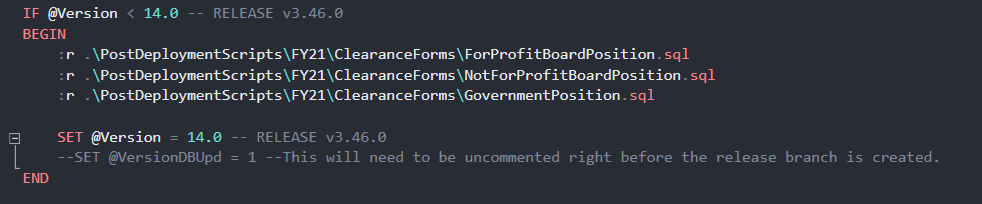 IF @Version < 14.0 -- RELEASE v3.46.0
BEGIN
    :r .\PostDeploymentScripts\FY21\ClearanceForms\ForProfitBoardPosition.sql
    :r .\PostDeploymentScripts\FY21\ClearanceForms\NotForProfitBoardPosition.sql
    :r .\PostDeploymentScripts\FY21\ClearanceForms\GovernmentPosition.sql
    SET @Version = 14.0 -- RELEASE v3.46.0
    --SET @VersionDBUpd = 1 --This will need to be uncommented right before the release branch is created.
END